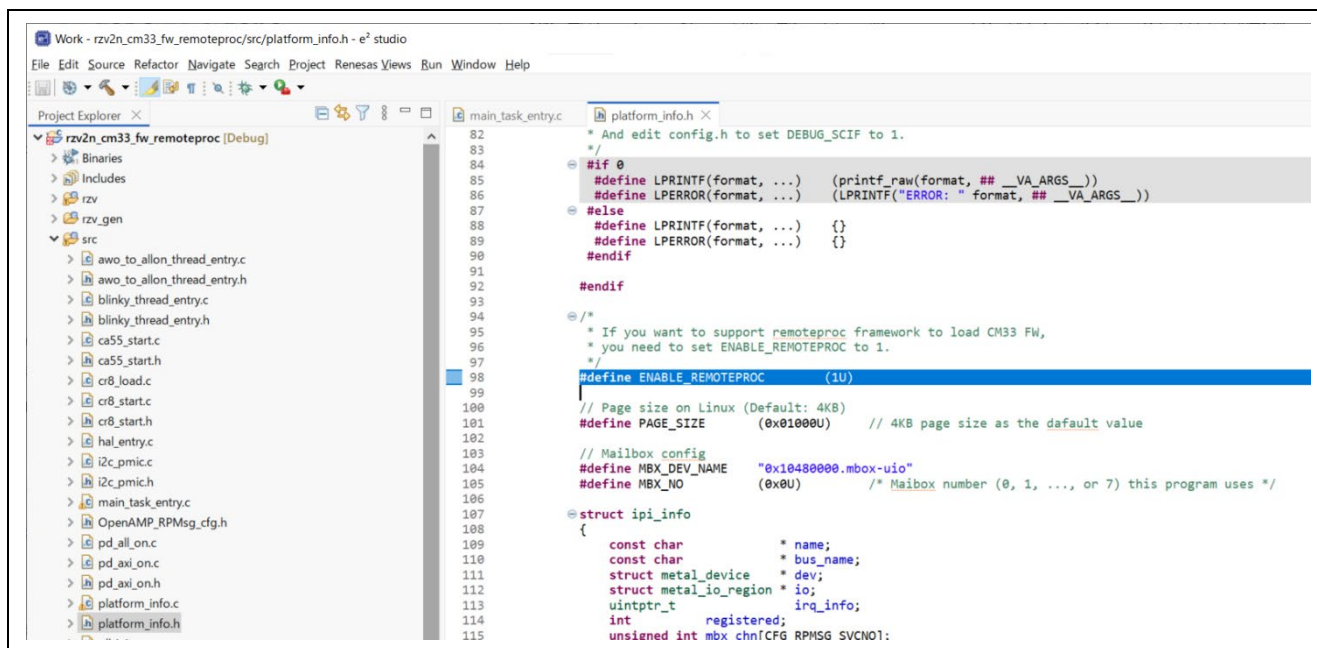 Work - rzv2n_cm33_fw_remoteproc/src/platform_info.h - e² studio
File Edit Source Refactor Navigate Search Project Renesas Views Run Window Help
Project Explorer
rzv2n_cm33_fw_remoteproc [Debug]
Binaries
Includes
rzv
rzv_gen
src
awo_to_allon_thread_entry.c
awo_to_allon_thread_entry.h
blinky_thread_entry.c
blinky_thread_entry.h
ca55_start.c
ca55_start.h
cr8_load.c
cr8_start.c
cr8_start.h
hal_entry.c
i2c_pmic.c
i2c_pmic.h
main_task_entry.c
OpenAMP_RPMsg_cfg.h
pd_all_on.c
pd_axi_on.c
pd_axi_on.h
platform_info.c
platform_info.h
main_task_entry.c platform_info.h
82 * And edit config.h to set DEBUG_SCIF to 1.
83 */
84 #if 0
85 #define LPRINTF(format, ...) (printf_raw(format, ## __VA_ARGS__))
86 #define LPERROR(format, ...) (LPRINTF("ERROR: " format, ## __VA_ARGS__))
87 #else
88 #define LPRINTF(format, ...) {}
89 #define LPERROR(format, ...) {}
90 #endif
91
92 #endif
93
94 /*
95 * If you want to support remoteproc framework to load CM33 FW,
96 * you need to set ENABLE_REMOTEPROC to 1.
97 */
98 #define ENABLE_REMOTEPROC (1U)
99
100 // Page size on Linux (Default: 4KB)
101 #define PAGE_SIZE (0x01000U) // 4KB page size as the dafault value
102
103 // Mailbox config
104 #define MBX_DEV_NAME "0x10480000.mbox-uio"
105 #define MBX_NO (0x0U) /* Maibox number (0, 1, ..., or 7) this program uses */
106
107 struct ipi_info
108 {
109 const char * name;
110 const char * bus_name;
111 struct metal_device * dev;
112 struct metal_io_region * io;
113 uintptr_t irq_info;
114 int registered;
115 unsigned int mbx_chn[CFG_RPMSG_SVCNO];